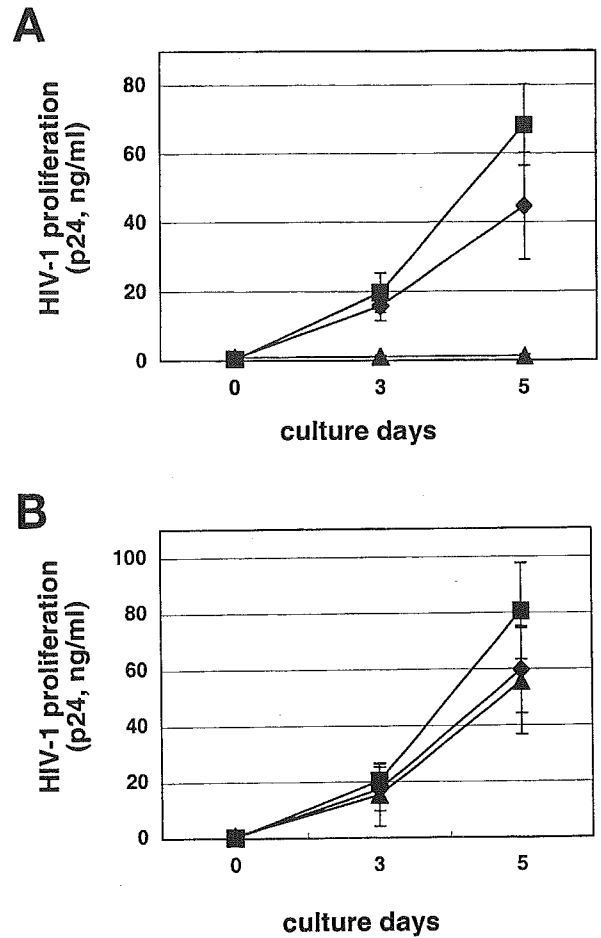 A
HIV-1 proliferation
(p24, ng/ml)
80
60
40
20
0
0 3 5
culture days
B
HIV-1 proliferation
(p24, ng/ml)
100
80
60
40
20
0
0 3 5
culture days